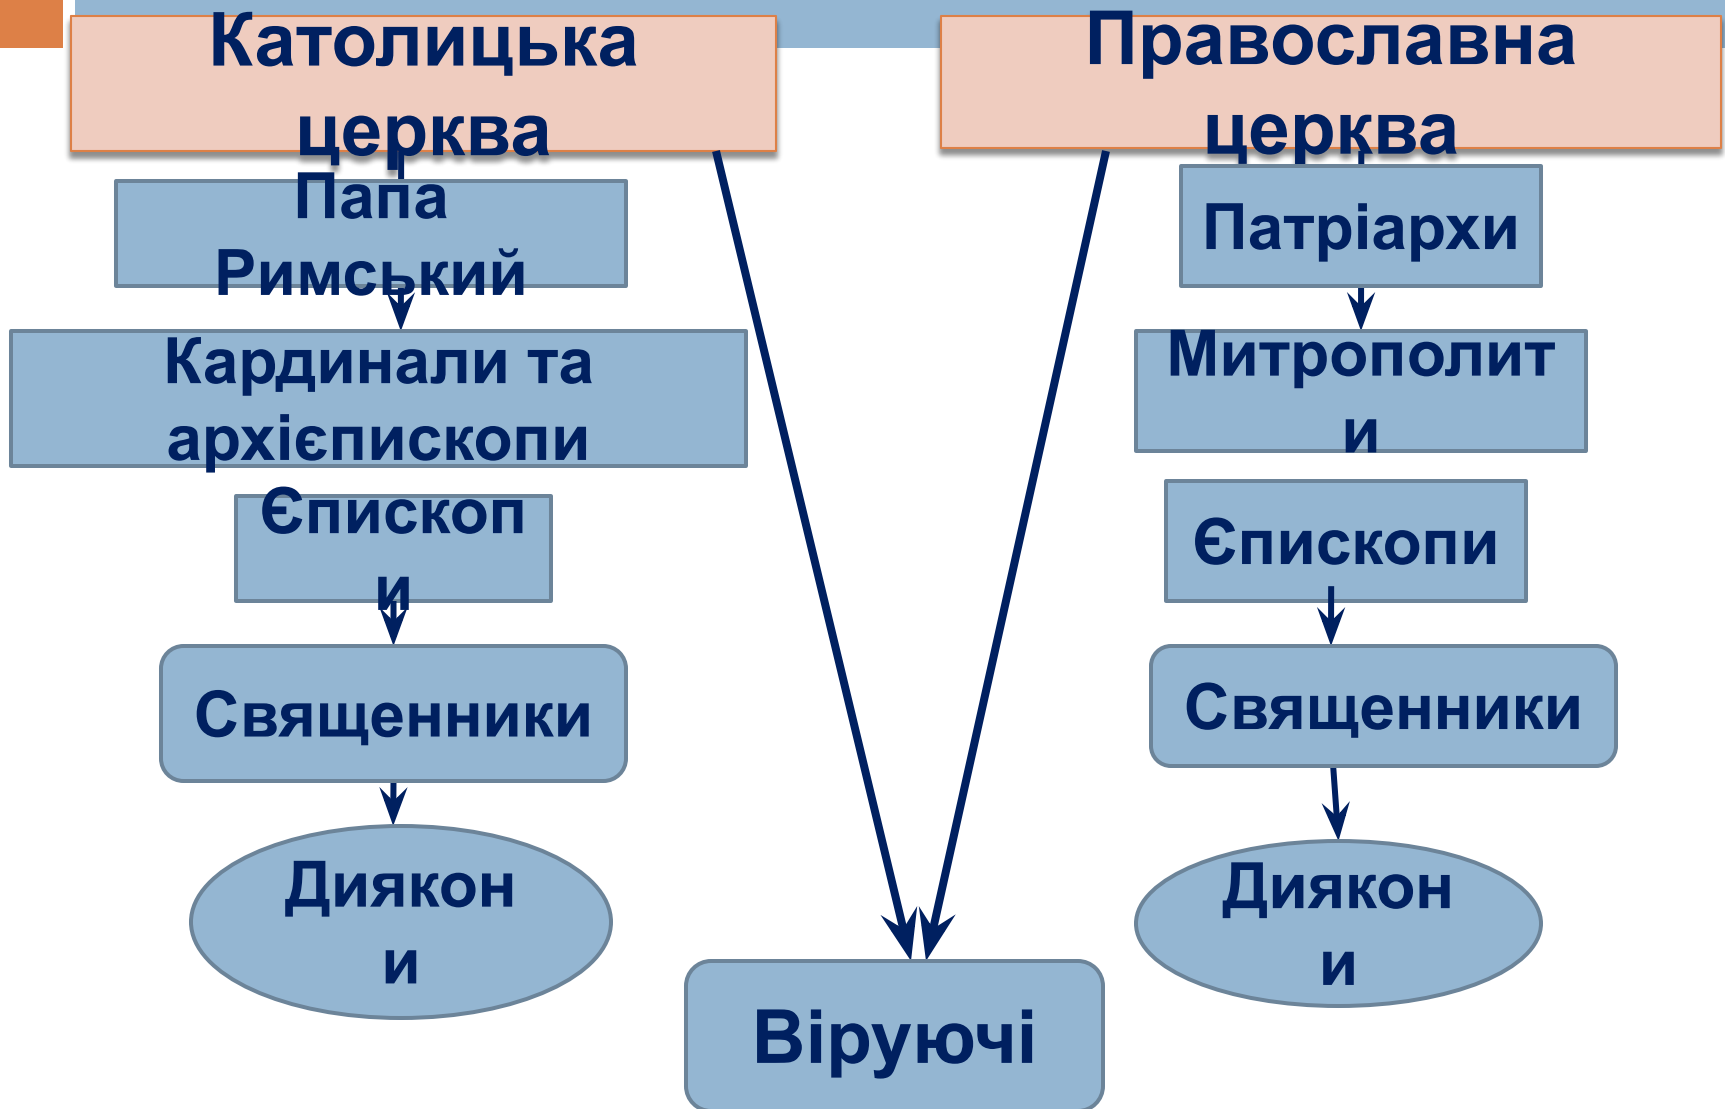 Католицька
церква
Папа
Римський
Кардинали та
архієпископи
Єпископ
и
Священники
Диякон
и
Православна
церква
Патріархи
Митрополит
и
Єпископи
Священники
Диякон
и
Віруючі